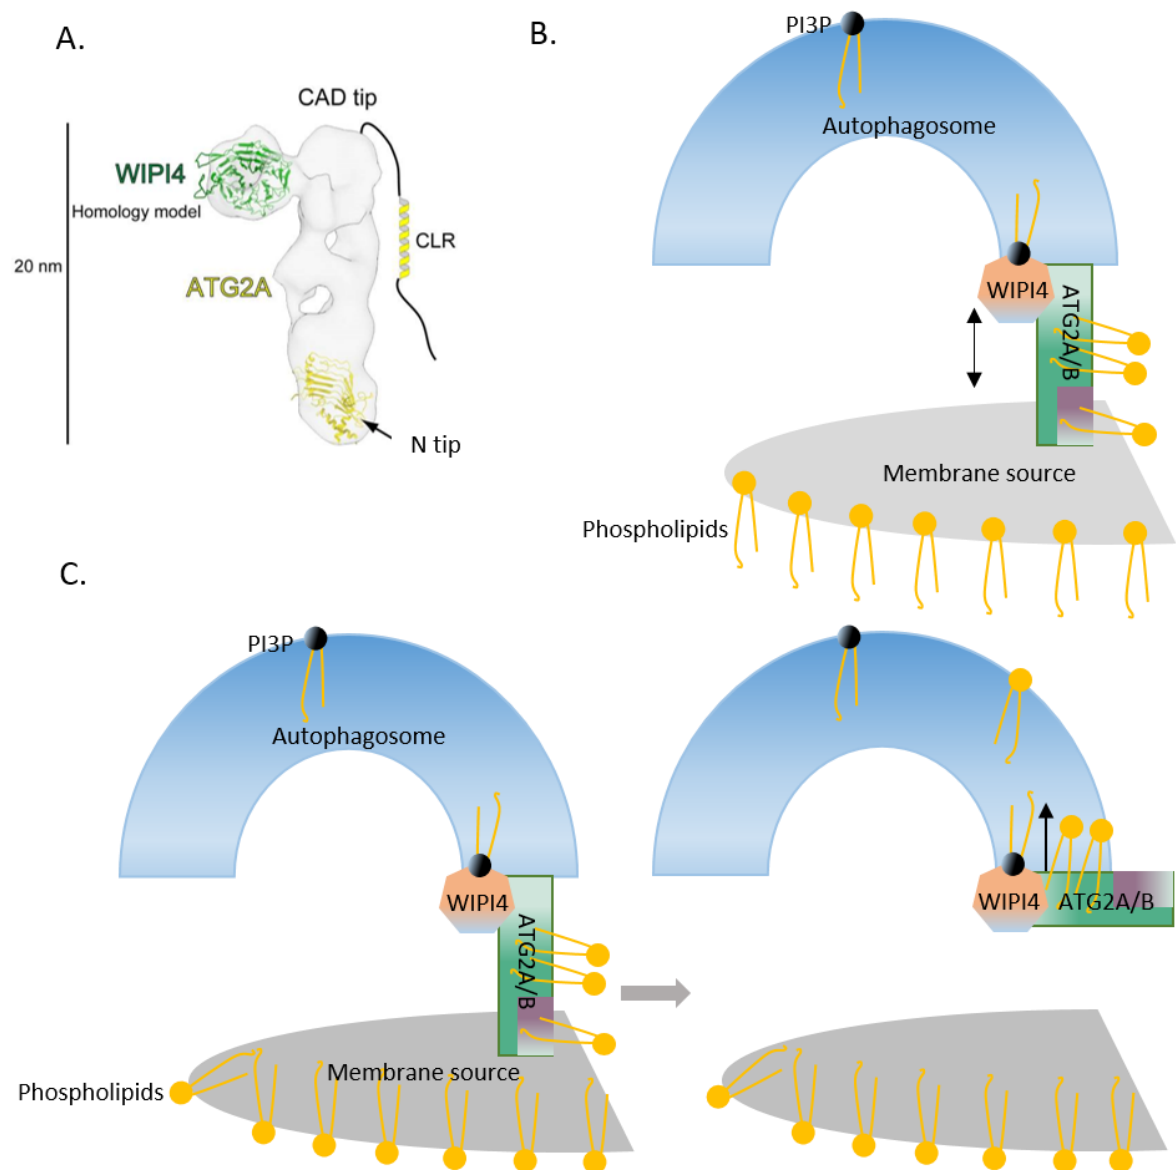 A.
CAD tip
WIPI4
Homology model
20 nm
CLR
ATG2A
N tip
B.
PI3P
Autophagosome
WIPI4
ATG2A/B
Membrane source
Phospholipids
C.
PI3P
Autophagosome
WIPI4
ATG2A/B
Membrane source
Phospholipids
WIPI4
ATG2A/B